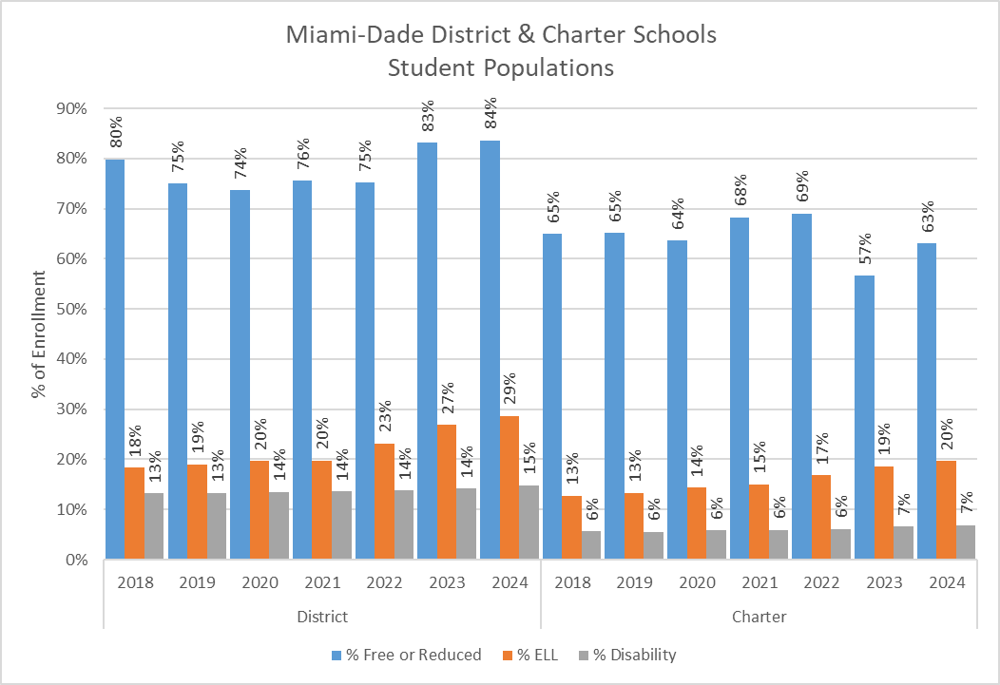 Miami-Dade District & Charter Schools
Student Populations
% of Enrollment
90%
80%
70%
60%
50%
40%
30%
20%
10%
0%
80% 18% 13% 75% 19% 13% 74% 20% 14% 76% 20% 14% 75% 23% 14% 83% 27% 14% 84% 29% 15% 65% 13% 6% 65% 13% 6% 64% 14% 6% 68% 15% 6% 69% 17% 6% 57% 19% 7% 63% 20% 7%
2018 2019 2020 2021 2022 2023 2024 2018 2019 2020 2021 2022 2023 2024
District Charter
% Free or Reduced % ELL % Disability